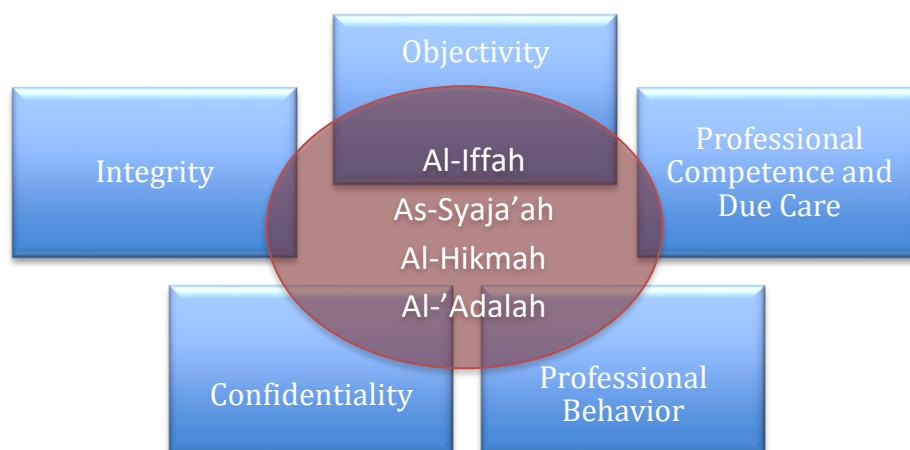 Objectivity
Integrity
Professional
Competence and
Due Care
Al-Iffah
As-Syaja’ah
Al-Hikmah
Al-’Adalah
Confidentiality
Professional
Behavior